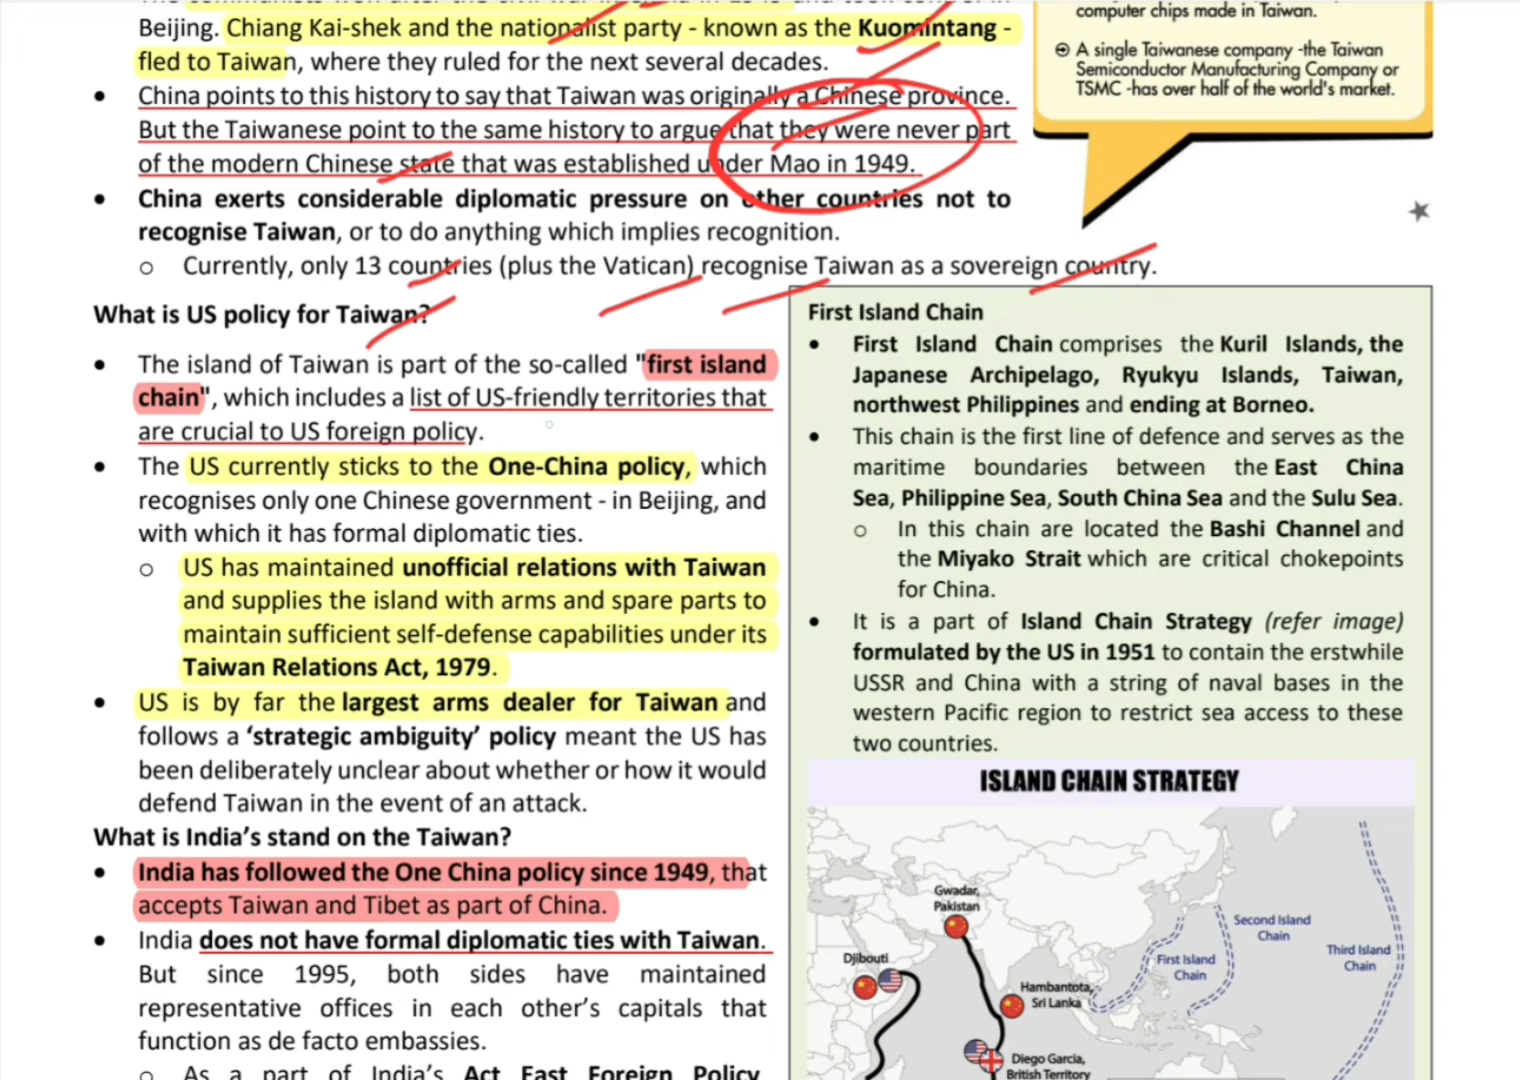 Beijing. Chiang Kai-shek and the nationalist party - known as the Kuomintang -
fled to Taiwan, where they ruled for the next several decades.
• China points to this history to say that Taiwan was originally a Chinese province.
But the Taiwanese point to the same history to argue that they were never part
of the modern Chinese state that was established under Mao in 1949.
• China exerts considerable diplomatic pressure on other countries not to
recognise Taiwan, or to do anything which implies recognition.
o Currently, only 13 countries (plus the Vatican) recognise Taiwan as a sovereign country.
computer chips made in Taiwan.
A single Taiwanese company -the Taiwan
Semiconductor Manufacturing Company or
TSMC -has over half of the world's market.
What is US policy for Taiwan?
• The island of Taiwan is part of the so-called "first island
chain", which includes a list of US-friendly territories that
are crucial to US foreign policy.
• The US currently sticks to the One-China policy, which
recognises only one Chinese government - in Beijing, and
with which it has formal diplomatic ties.
o US has maintained unofficial relations with Taiwan
and supplies the island with arms and spare parts to
maintain sufficient self-defense capabilities under its
Taiwan Relations Act, 1979.
• US is by far the largest arms dealer for Taiwan and
follows a ‘strategic ambiguity’ policy meant the US has
been deliberately unclear about whether or how it would
defend Taiwan in the event of an attack.
What is India’s stand on the Taiwan?
• India has followed the One China policy since 1949, that
accepts Taiwan and Tibet as part of China.
• India does not have formal diplomatic ties with Taiwan.
But since 1995, both sides have maintained
representative offices in each other’s capitals that
function as de facto embassies.
o As a part of India’s Act East Foreign Policy,
First Island Chain
• First Island Chain comprises the Kuril Islands, the
Japanese Archipelago, Ryukyu Islands, Taiwan,
northwest Philippines and ending at Borneo.
• This chain is the first line of defence and serves as the
maritime boundaries between the East China
Sea, Philippine Sea, South China Sea and the Sulu Sea.
o In this chain are located the Bashi Channel and
the Miyako Strait which are critical chokepoints
for China.
• It is a part of Island Chain Strategy (refer image)
formulated by the US in 1951 to contain the erstwhile
USSR and China with a string of naval bases in the
western Pacific region to restrict sea access to these
two countries.
ISLAND CHAIN STRATEGY
Gwadar,
Pakistan
Djibouti
Hambantota,
Sri Lanka
Diego Garcia,
British Territory
First Island
Chain
Second Island
Chain
Third Island
Chain